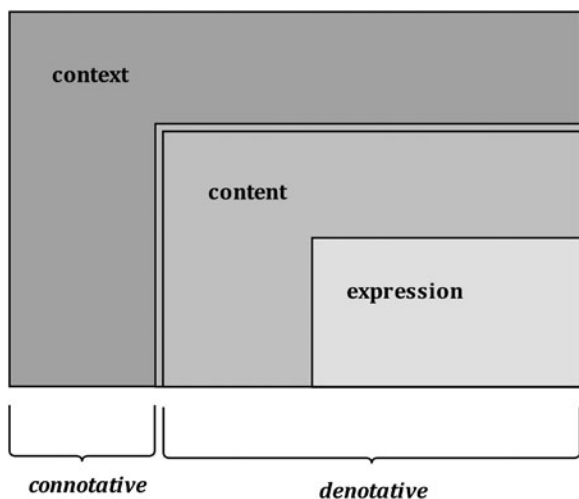 context
content
expression
connotative
denotative